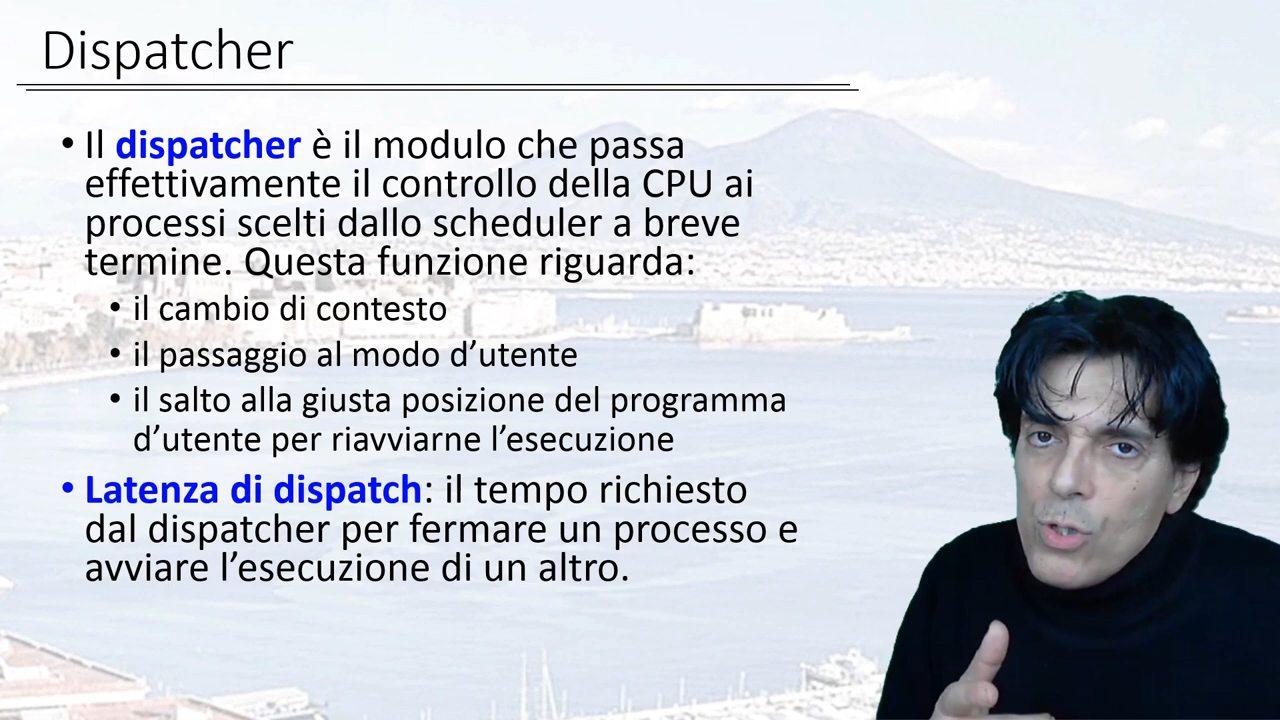 Dispatcher
• Il dispatcher è il modulo che passa
effettivamente il controllo della CPU ai
processi scelti dallo scheduler a breve
termine. Questa funzione riguarda:
• il cambio di contesto
• il passaggio al modo d’utente
• il salto alla giusta posizione del programma
d’utente per riavviarne l’esecuzione
• Latenza di dispatch: il tempo richiesto
dal dispatcher per fermare un processo e
avviare l’esecuzione di un altro.